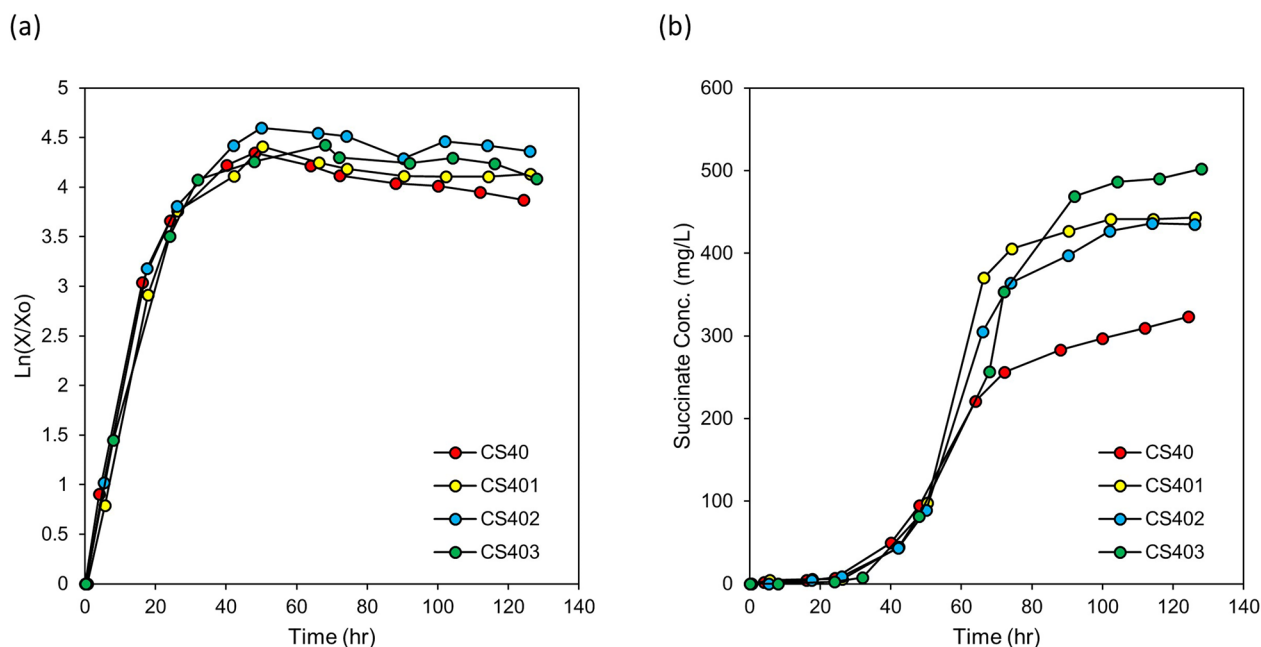 (a)
(b)
5
4.5
4
3.5
3
2.5
2
1.5
1
0.5
0
Ln(X/Xo)
0 20 40 60 80 100 120 140
Time (hr)
CS40
CS401
CS402
CS403
600
500
400
300
200
100
0
Succinate Conc. (mg/L)
0 20 40 60 80 100 120 140
Time (hr)
CS40
CS401
CS402
CS403